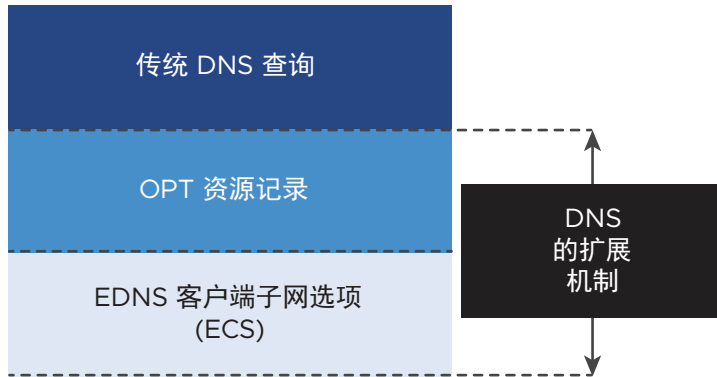 传统 DNS 查询
OPT 资源记录
EDNS 客户端子网选项
(ECS)
DNS
的扩展
机制